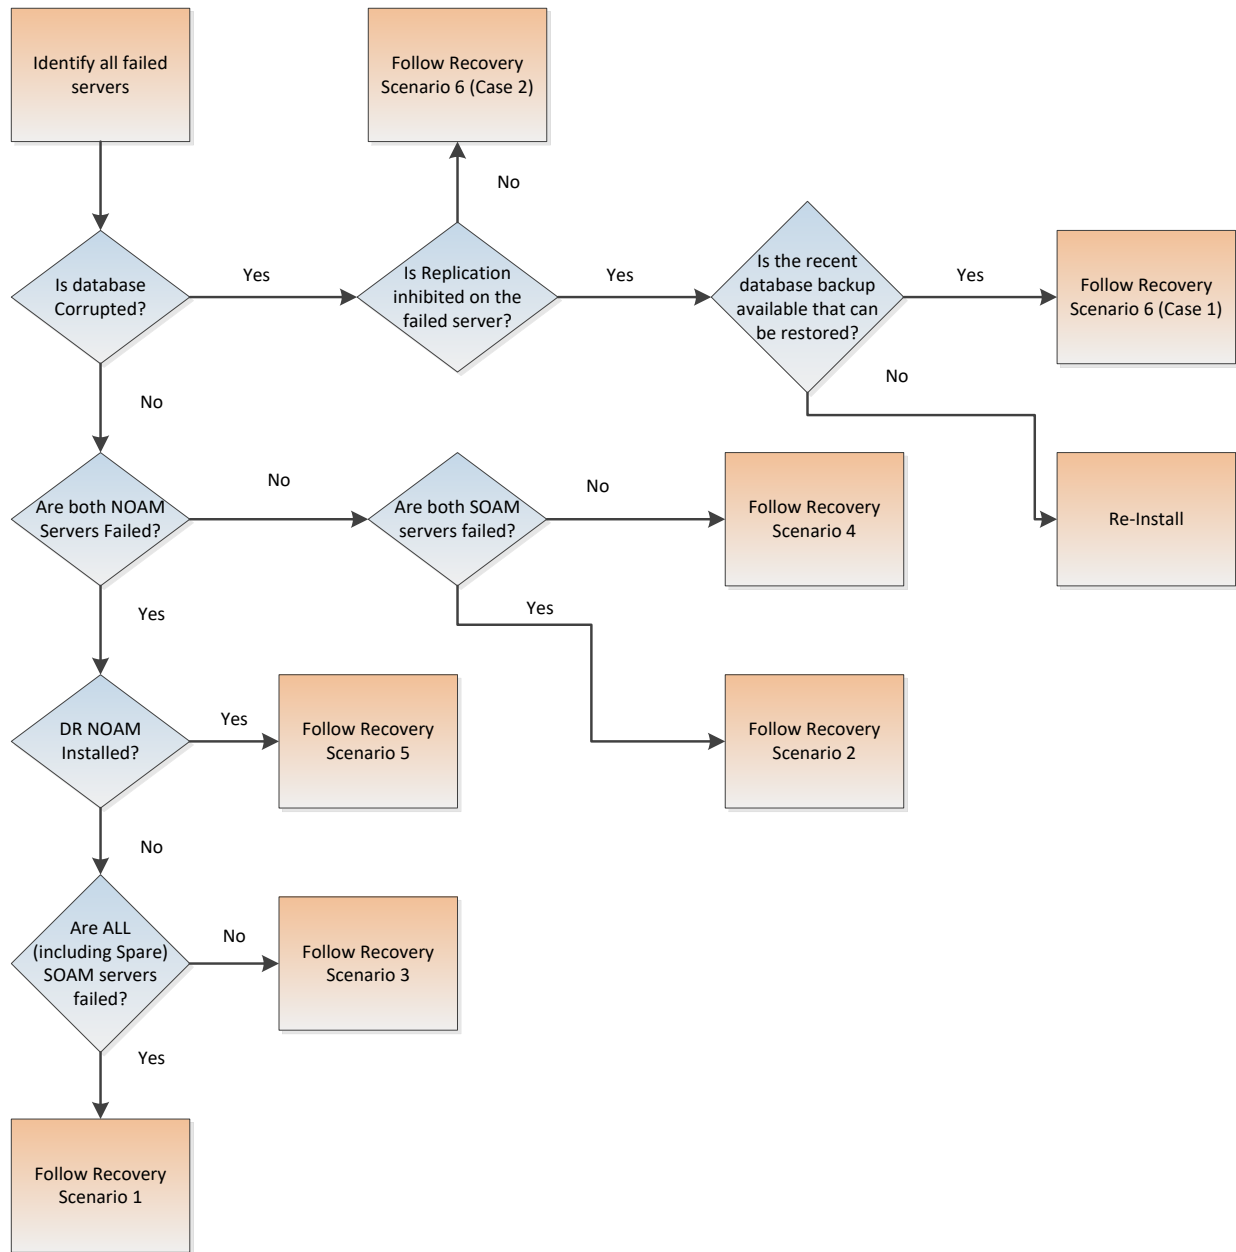 Identify all failed
servers
Follow Recovery
Scenario 6 (Case 2)
No
Is database
Corrupted?
Yes
Is Replication
inhibited on the
failed server?
Yes
Is the recent
database backup
available that can
be restored?
Yes
Follow Recovery
Scenario 6 (Case 1)
No
No
Are both NOAM
Servers Failed?
No
Are both SOAM
servers failed?
No
Follow Recovery
Scenario 4
Re-Install
Yes
Yes
DR NOAM
Installed?
Yes
Follow Recovery
Scenario 5
Follow Recovery
Scenario 2
No
Are ALL
(including Spare)
SOAM servers
failed?
No
Follow Recovery
Scenario 3
Yes
Follow Recovery
Scenario 1